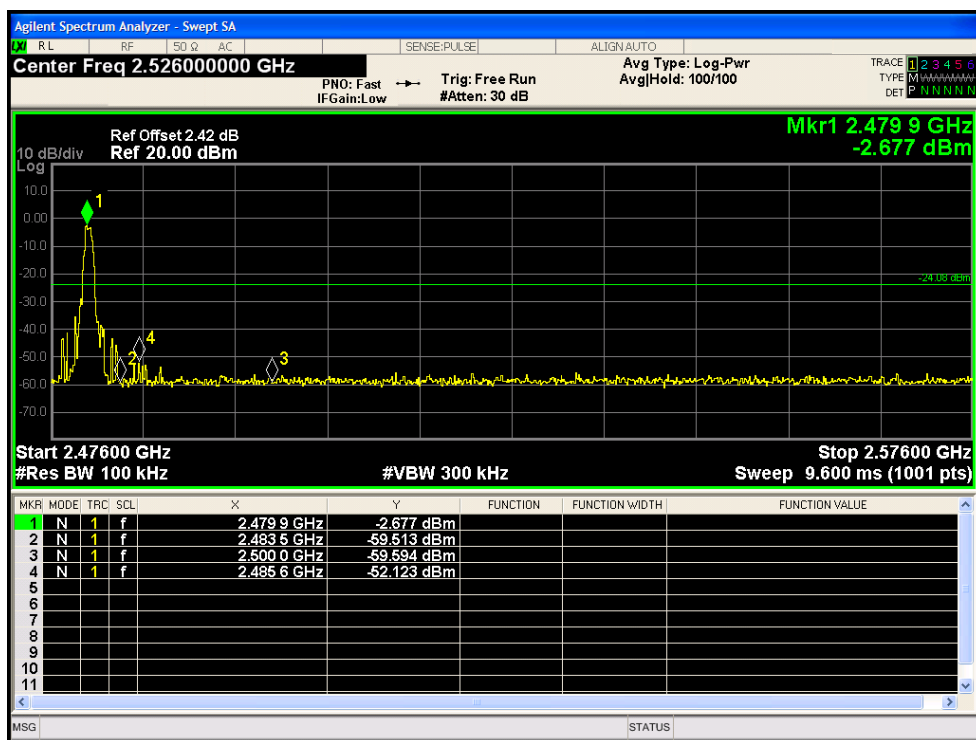 Agilent Spectrum Analyzer - Swept SA
LXI RL RF 50 Ω AC SENSE:PULSE ALIGN AUTO
Center Freq 2.526000000 GHz
PNO: Fast
IFGain:Low
Trig: Free Run
#Atten: 30 dB
Avg Type: Log-Pwr
Avg|Hold: 100/100
TRACE 1 2 3 4 5 6
TYPE M WWWWW
DET P N N N N N
Mkr1 2.479 9 GHz
-2.677 dBm
Ref Offset 2.42 dB
10 dB/div Ref 20.00 dBm
Log
10.0
0.00
-10.0
-20.0
-30.0
-40.0
-50.0
-60.0
-70.0
1
2
4
3
-24.08 dBm
Start 2.47600 GHz Stop 2.57600 GHz
#Res BW 100 kHz #VBW 300 kHz Sweep 9.600 ms (1001 pts)
MKR MODE TRC SCL X Y FUNCTION FUNCTION WIDTH FUNCTION VALUE
1 N 1 f 2.479 9 GHz -2.677 dBm
2 N 1 f 2.483 5 GHz -59.513 dBm
3 N 1 f 2.500 0 GHz -59.594 dBm
4 N 1 f 2.485 6 GHz -52.123 dBm
5
6
7
8
9
10
11
MSG STATUS